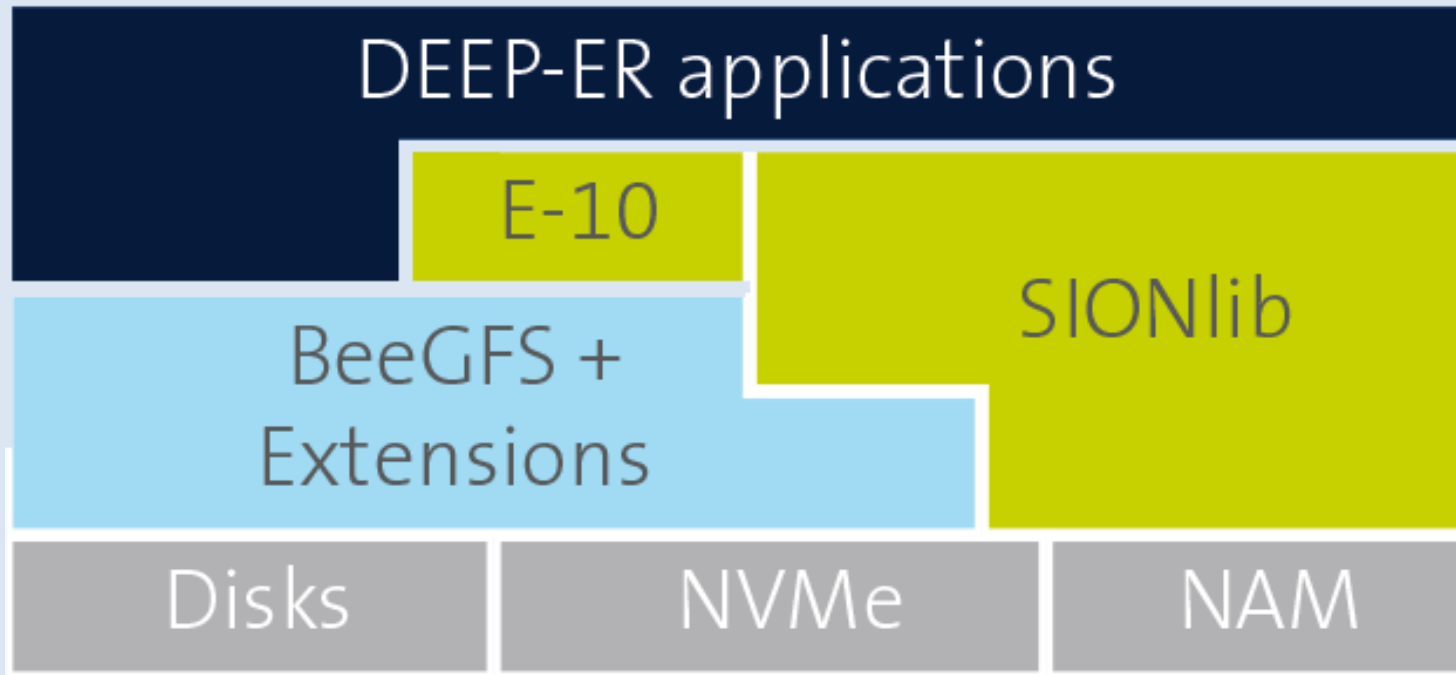 DEEP-ER applications
E-10
SIONlib
BeeGFS +
Extensions
Disks
NVMe
NAM